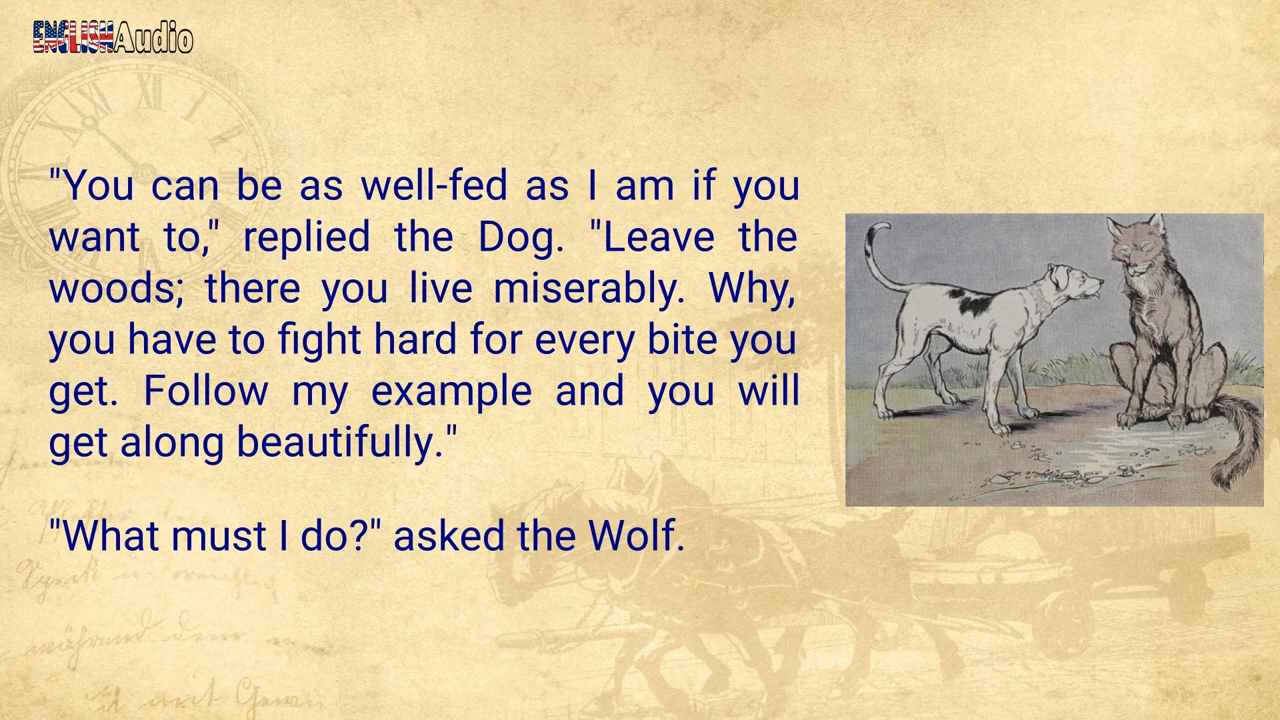 ENGLISHAudio
"You can be as well-fed as I am if you
want to," replied the Dog. "Leave the
woods; there you live miserably. Why,
you have to fight hard for every bite you
get. Follow my example and you will
get along beautifully."
"What must I do?" asked the Wolf.
während